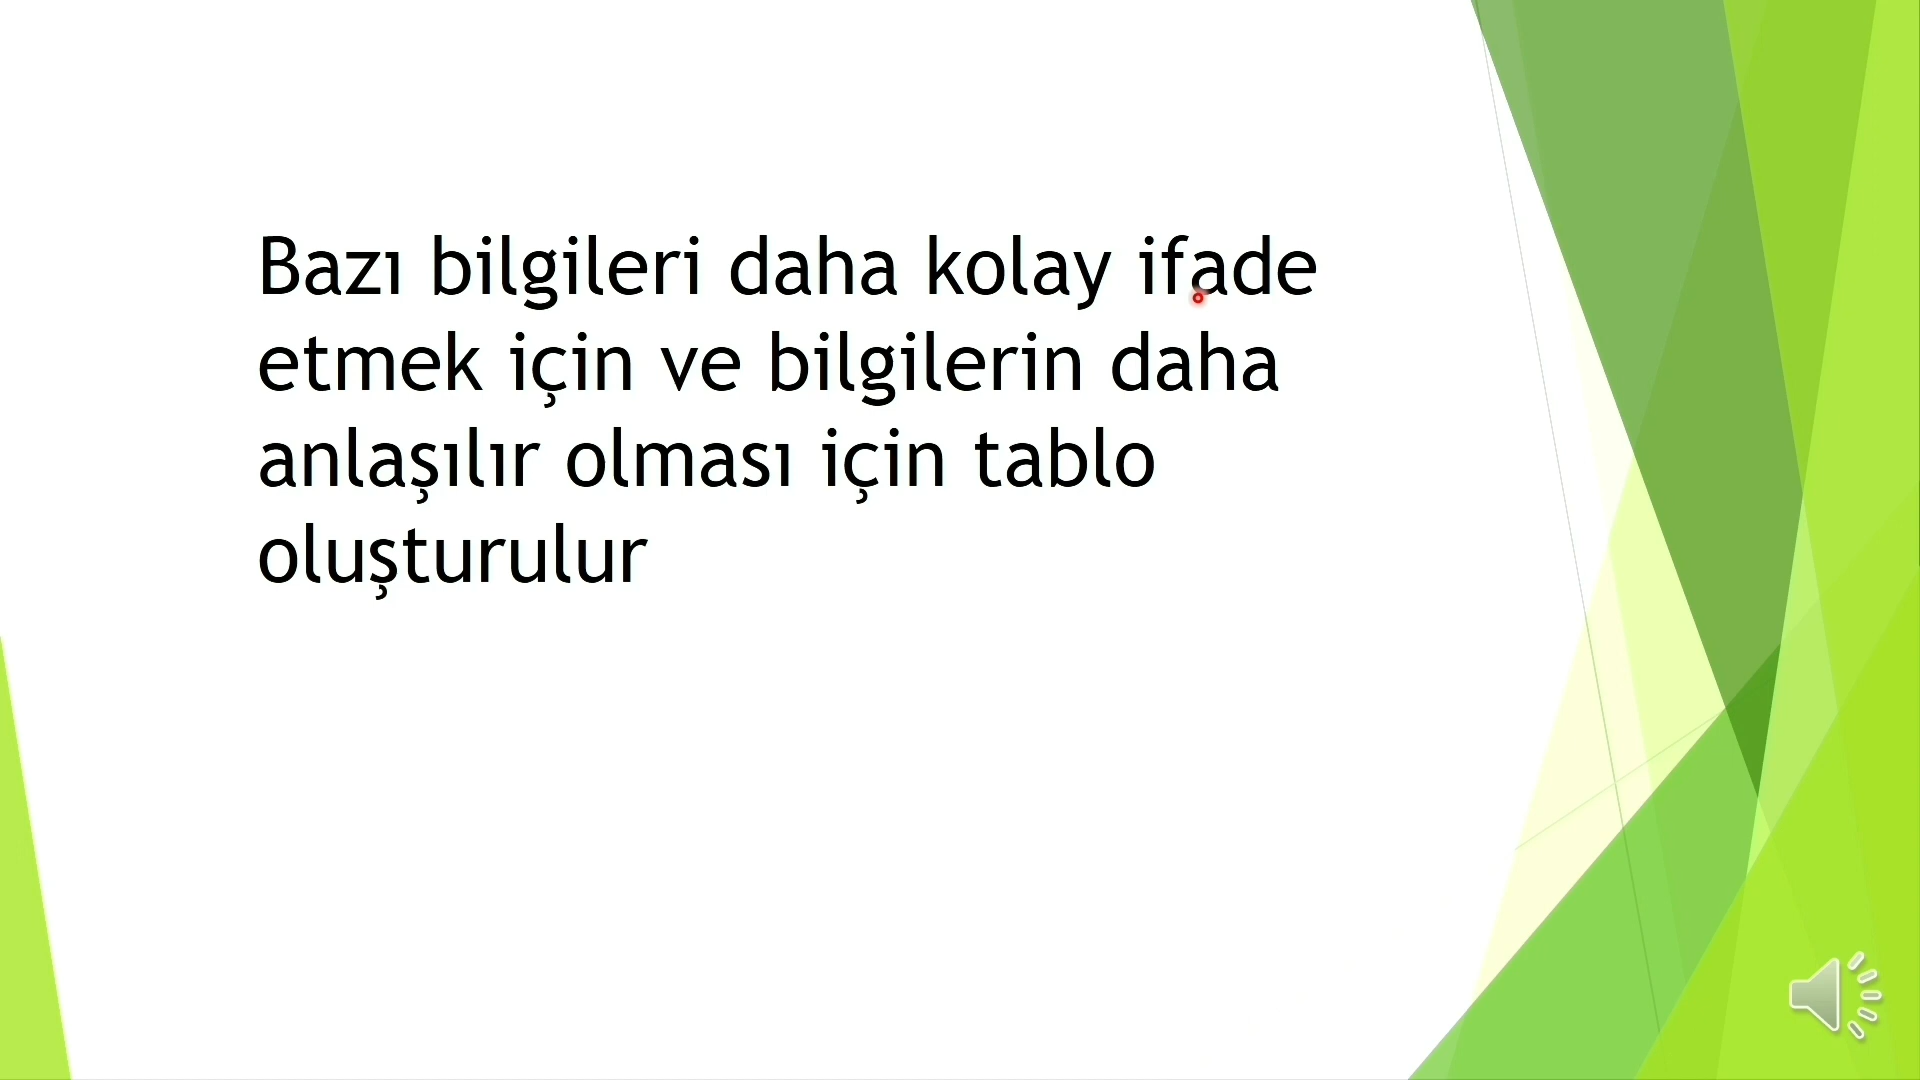 Bazı bilgileri daha kolay ifade
etmek için ve bilgilerin daha
anlaşılır olması için tablo
oluşturulur